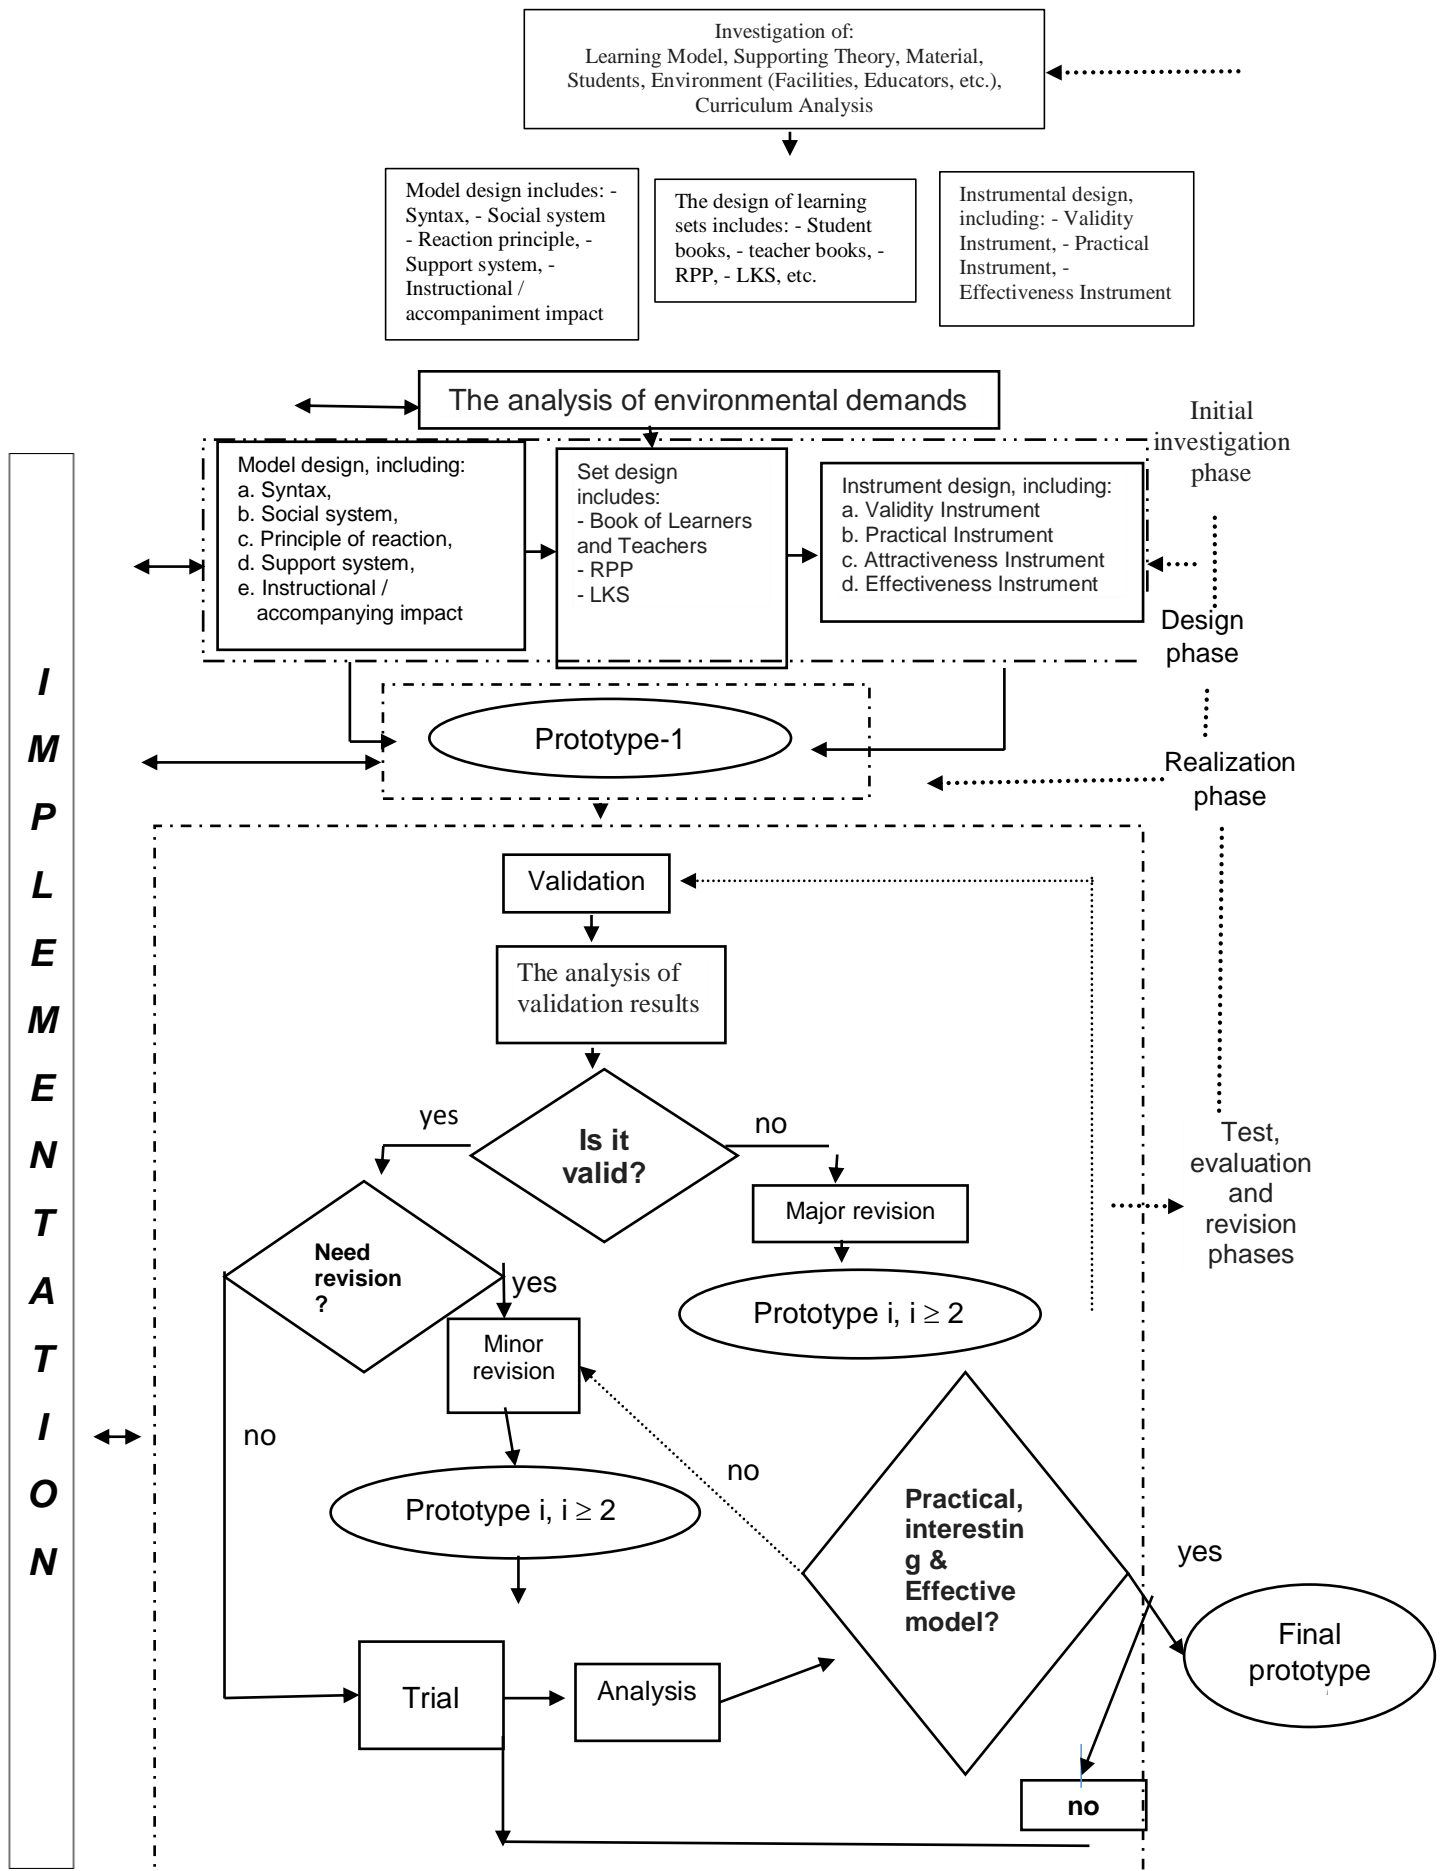 Investigation of:
Learning Model, Supporting Theory, Material,
Students, Environment (Facilities, Educators, etc.),
Curriculum Analysis
Model design includes: -
Syntax, - Social system
- Reaction principle, -
Support system, -
Instructional /
accompaniment impact
The design of learning
sets includes: - Student
books, - teacher books, -
RPP, - LKS, etc.
Instrumental design,
including: - Validity
Instrument, - Practical
Instrument, -
Effectiveness Instrument
The analysis of environmental demands
Initial
investigation
phase
Model design, including:
a. Syntax,
b. Social system,
c. Principle of reaction,
d. Support system,
e. Instructional /
accompanying impact
Set design
includes:
- Book of Learners
and Teachers
- RPP
- LKS
Instrument design, including:
a. Validity Instrument
b. Practical Instrument
c. Attractiveness Instrument
d. Effectiveness Instrument
Design
phase
I
M
P
L
E
M
E
N
T
A
T
I
O
N
Prototype-1
Realization
phase
Validation
The analysis of
validation results
Is it
valid?
yes
no
Major revision
Test,
evaluation
and
revision
phases
Need
revision
?
yes
Minor
revision
Prototype i, i ≥ 2
no
Prototype i, i ≥ 2
no
Practical,
interestin
g &
Effective
model?
yes
Final
prototype
Trial
Analysis
no